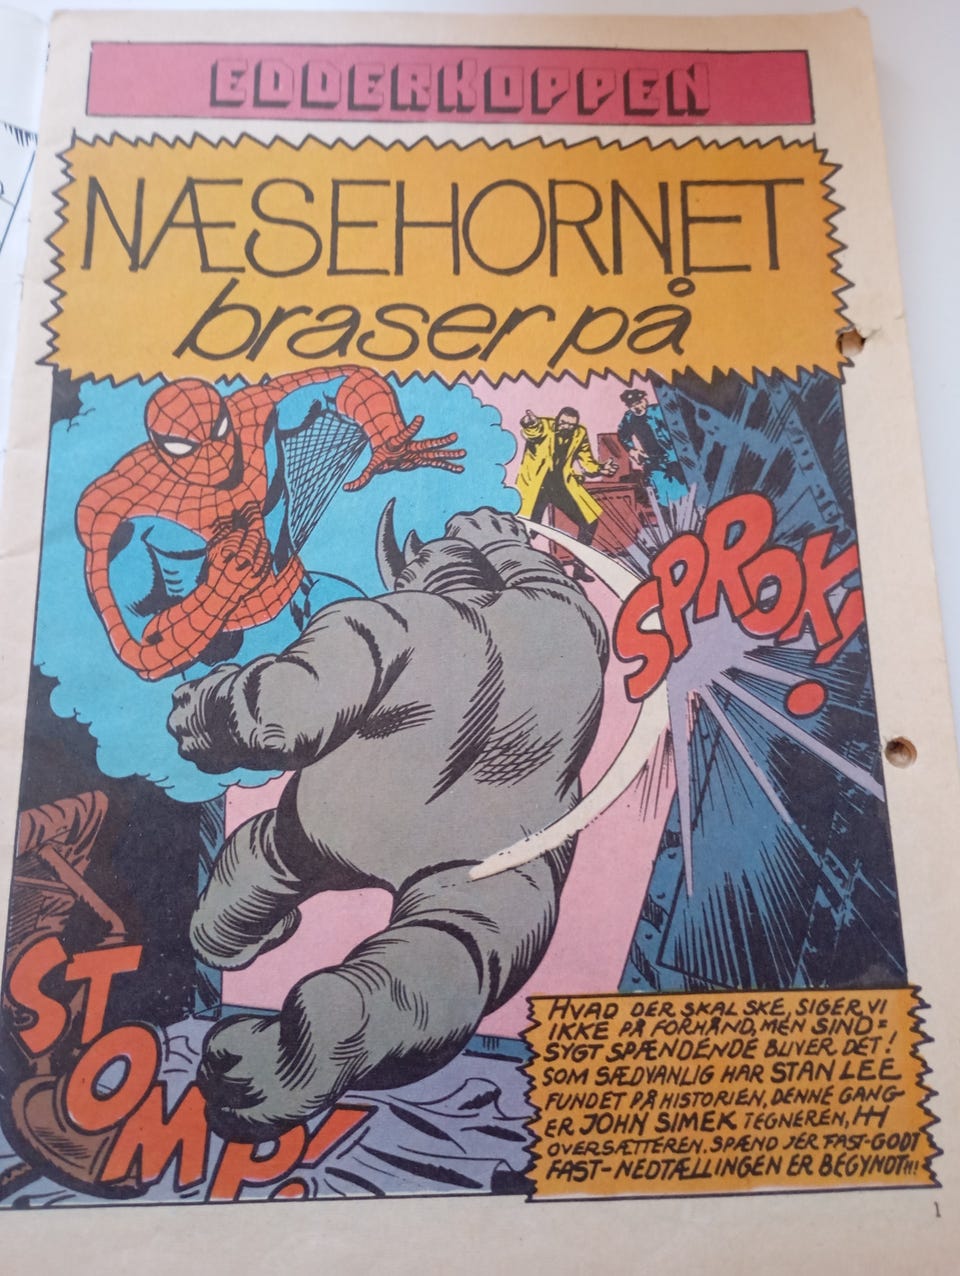 EDDERKOPPEN
NÆSEHORNET
braser på
SPROK!
STOMP!
HVAD DER SKAL SKE, SIGER VI
IKKE PÅ FORHÅND, MEN SIND=
SYGT SPÆNDENDE BLIVER DET!
SOM SÆDVANLIG HAR STAN LEE
FUNDET PÅ HISTORIEN, DENNE GANG
ER JOHN SIMEK TEGNEREN, HH
OVERSÆTTEREN. SPÆND JER FAST-GODT
FAST-NEDTÆLLINGEN ER BEGYNDT!!!
1